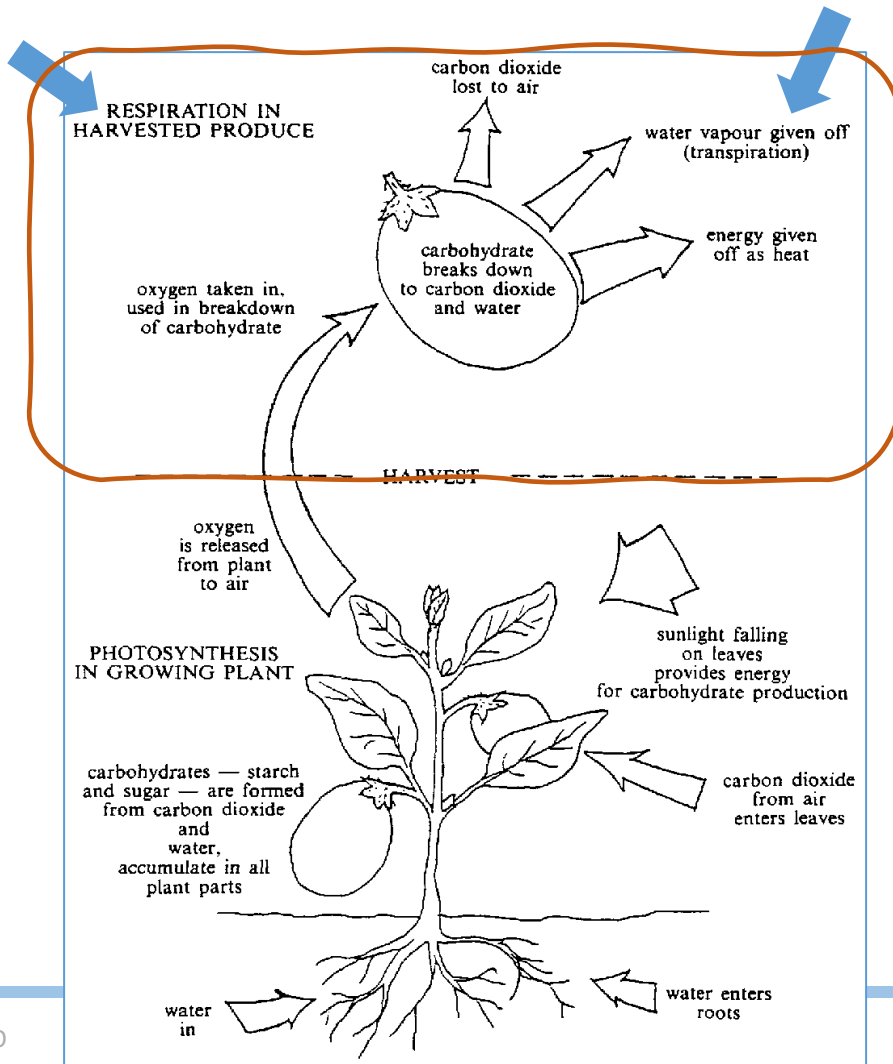 carbon dioxide
lost to air
RESPIRATION IN
HARVESTED PRODUCE
water vapour given off
(transpiration)
carbohydrate
breaks down
to carbon dioxide
and water
energy given
off as heat
oxygen taken in,
used in breakdown
of carbohydrate
HARVEST
oxygen
is released
from plant
to air
sunlight falling
on leaves
provides energy
for carbohydrate production
PHOTOSYNTHESIS
IN GROWING PLANT
carbohydrates — starch
and sugar — are formed
from carbon dioxide
and
water,
accumulate in all
plant parts
carbon dioxide
from air
enters leaves
water
in
water enters
roots